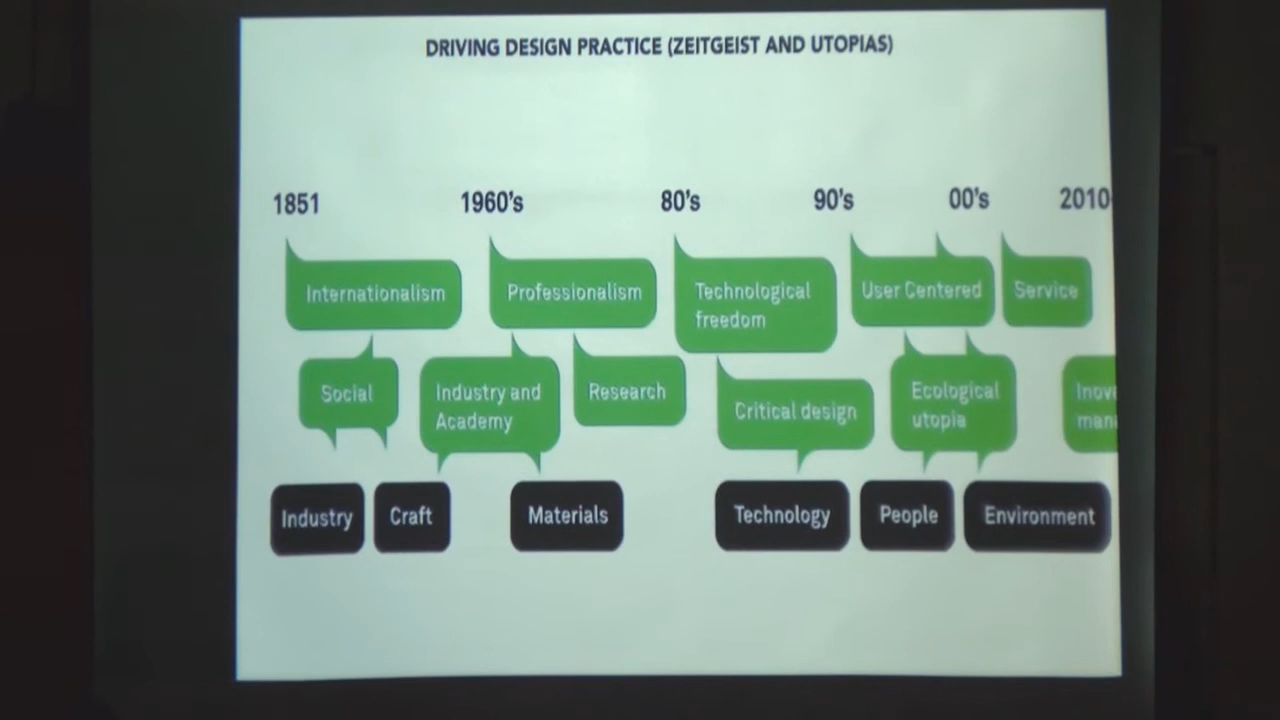 DRIVING DESIGN PRACTICE (ZEITGEIST AND UTOPIAS)
1851
1960's
80's
90's
00's
2010
Internationalism
Professionalism
Technological
freedom
User Centered
Service
Social
Industry and
Academy
Research
Critical design
Ecological
utopia
Industry
Craft
Materials
Technology
People
Environment